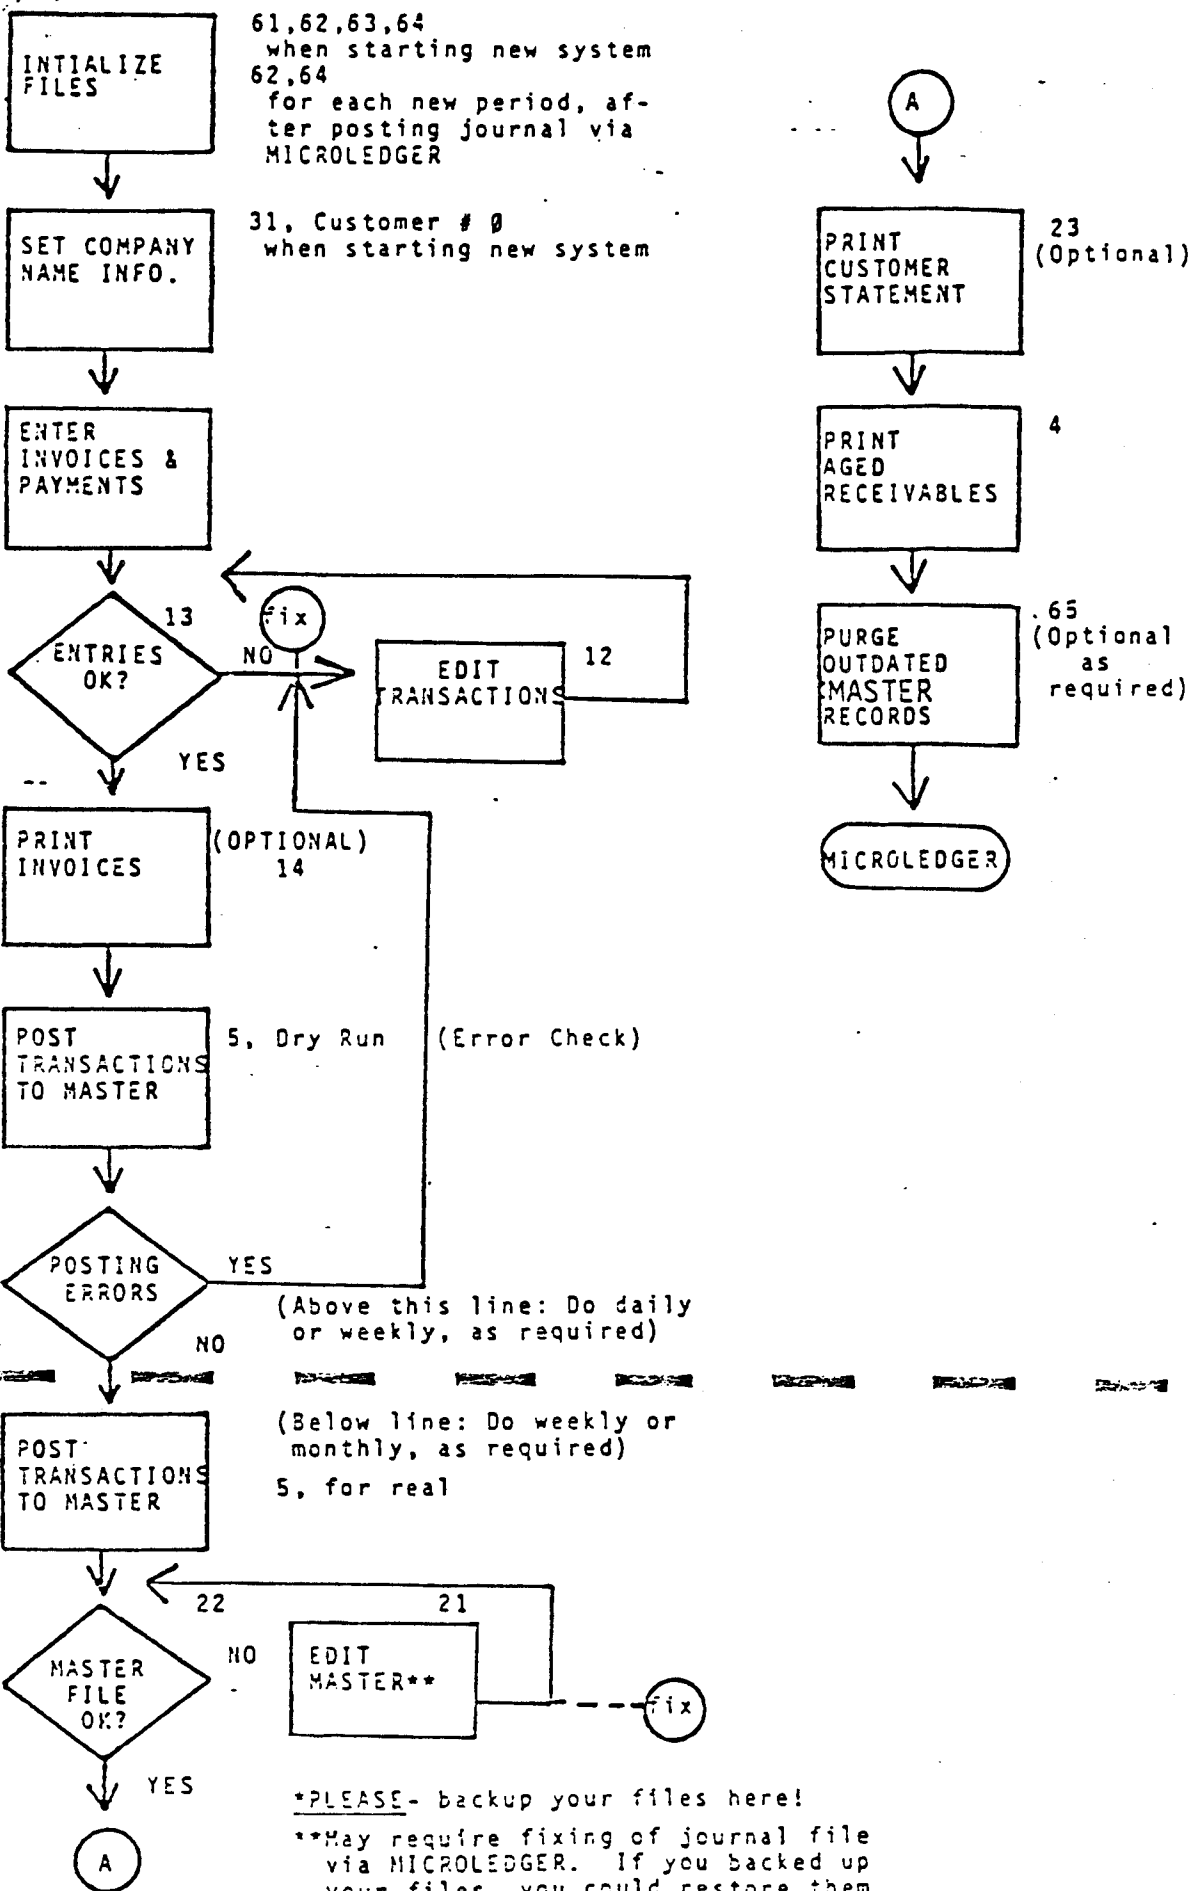 61,62,63,64
when starting new system
62,64
for each new period, af-
ter posting journal via
MICROLEDGER
INTIALIZE
FILES
31, Customer # 0
when starting new system
SET COMPANY
NAME INFO.
ENTER
INVOICES &
PAYMENTS
13
fix
ENTRIES
OK?
NO
EDIT
TRANSACTIONS
12
YES
PRINT
INVOICES
(OPTIONAL)
14
POST
TRANSACTIONS
TO MASTER
5, Dry Run
(Error Check)
POSTING
ERRORS
YES
(Above this line: Do daily
or weekly, as required)
NO
(Below line: Do weekly or
monthly, as required)
5, for real
POST
TRANSACTIONS
TO MASTER
22
21
MASTER
FILE
OK?
NO
EDIT
MASTER**
fix
YES
A
*PLEASE- backup your files here!
**May require fixing of journal file
via MICROLEDGER. If you backed up
your files, you could restore them
A
PRINT
CUSTOMER
STATEMENT
23
(Optional)
PRINT
AGED
RECEIVABLES
4
PURGE
OUTDATED
MASTER
RECORDS
.65
(Optional
as
required)
MICROLEDGER